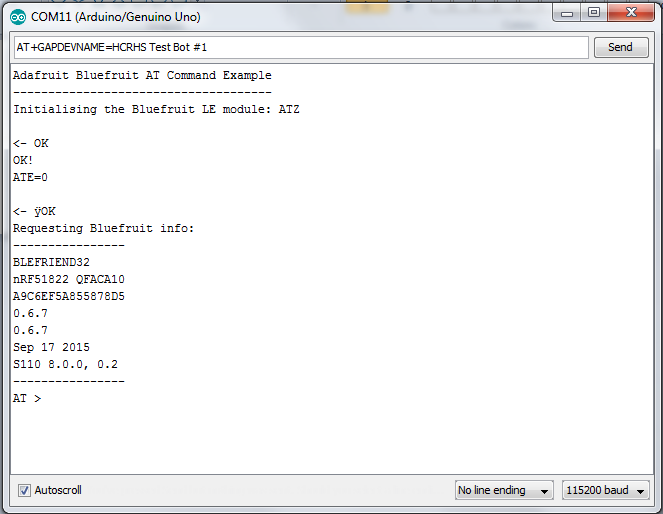 COM11 (Arduino/Genuino Uno)
AT+GAPDEVNAME=HCRHS Test Bot #1
Send
Adafruit Bluefruit AT Command Example
-------------------------------------
Initialising the Bluefruit LE module: ATZ
<- OK
OK!
ATE=0
<- ÿOK
Requesting Bluefruit info:
----------------
BLEFRIEND32
nRF51822 QFACA10
A9C6EF5A855878D5
0.6.7
0.6.7
Sep 17 2015
S110 8.0.0, 0.2
----------------
AT >
Autoscroll
No line ending
115200 baud